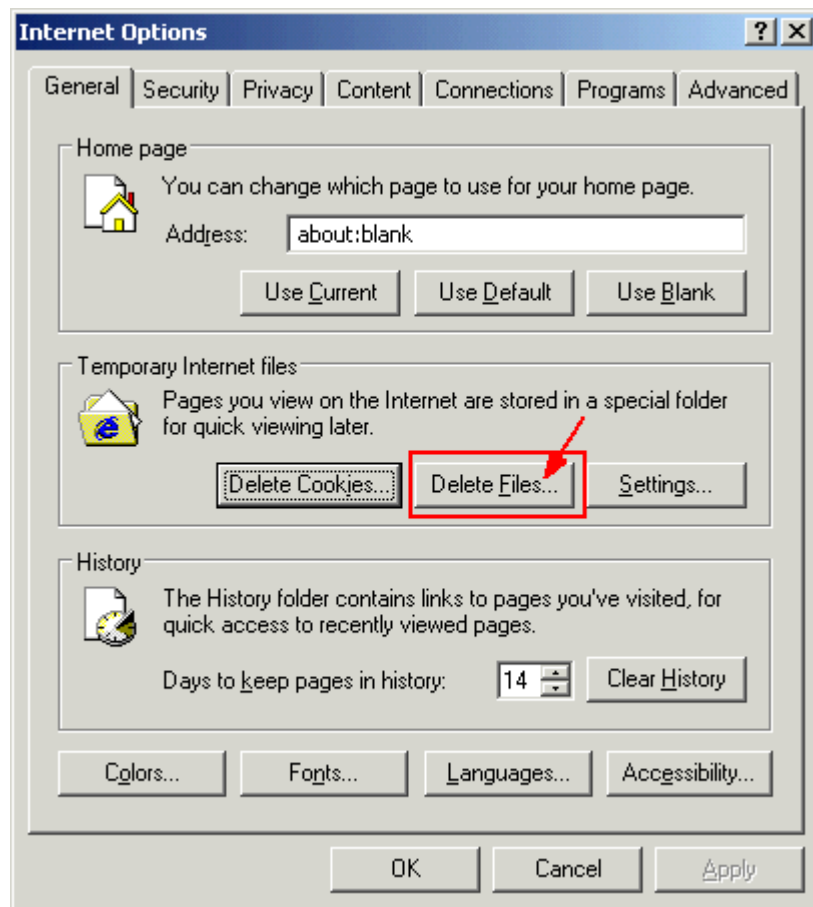 Internet Options
General Security Privacy Content Connections Programs Advanced
Home page
You can change which page to use for your home page.
Address: about:blank
Use Current Use Default Use Blank
Temporary Internet files
Pages you view on the Internet are stored in a special folder
for quick viewing later.
Delete Cookies... Delete Files... Settings...
History
The History folder contains links to pages you've visited, for
quick access to recently viewed pages.
Days to keep pages in history: 14 Clear History
Colors... Fonts... Languages... Accessibility...
OK Cancel Apply